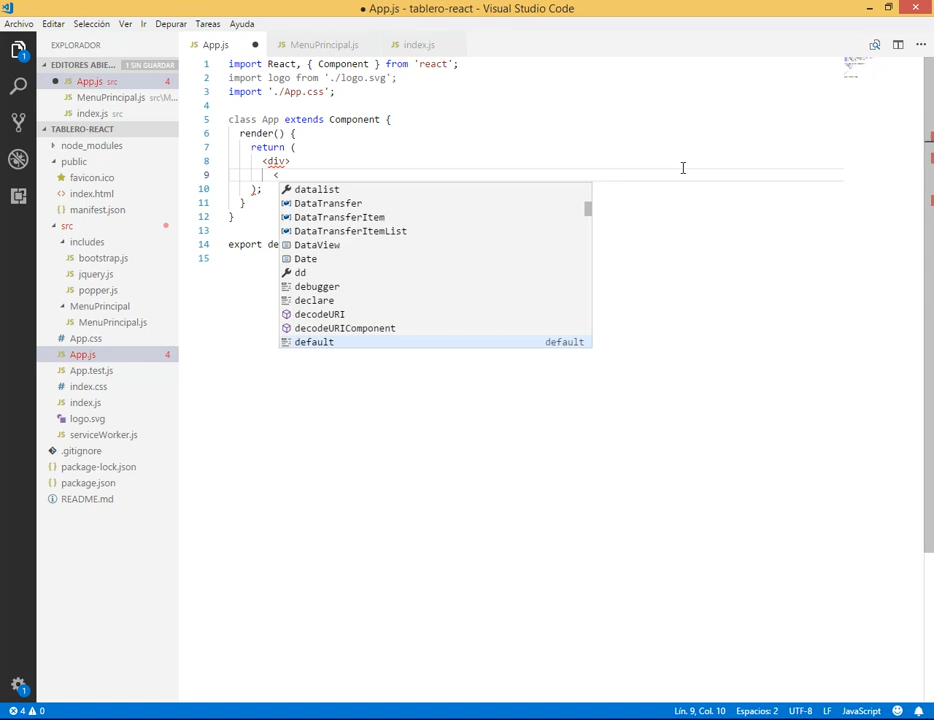 ● App.js - tablero-react - Visual Studio Code
Archivo Editar Selección Ver Ir Depurar Tareas Ayuda
EXPLORADOR
App.js
MenuPrincipal.js
index.js
EDITORES ABIE... 1 SIN GUARDAR
App.js src 4
MenuPrincipal.js src\M...
index.js src
TABLERO-REACT
node_modules
public
favicon.ico
index.html
manifest.json
src
includes
bootstrap.js
jquery.js
popper.js
MenuPrincipal
MenuPrincipal.js
App.css
App.js 4
App.test.js
index.css
index.js
logo.svg
serviceWorker.js
.gitignore
package-lock.json
package.json
README.md
1 import React, { Component } from 'react';
2 import logo from './logo.svg';
3 import './App.css';
4
5 class App extends Component {
6 render() {
7 return (
8 <div>
9 <
10 );
11 }
12 }
13
14 export de
15
datalist
DataTransfer
DataTransferItem
DataTransferItemList
DataView
Date
dd
debugger
declare
decodeURI
decodeURIComponent
default default
1
1
4 0
Lín. 9, Col. 10 Espacios: 2 UTF-8 LF JavaScript